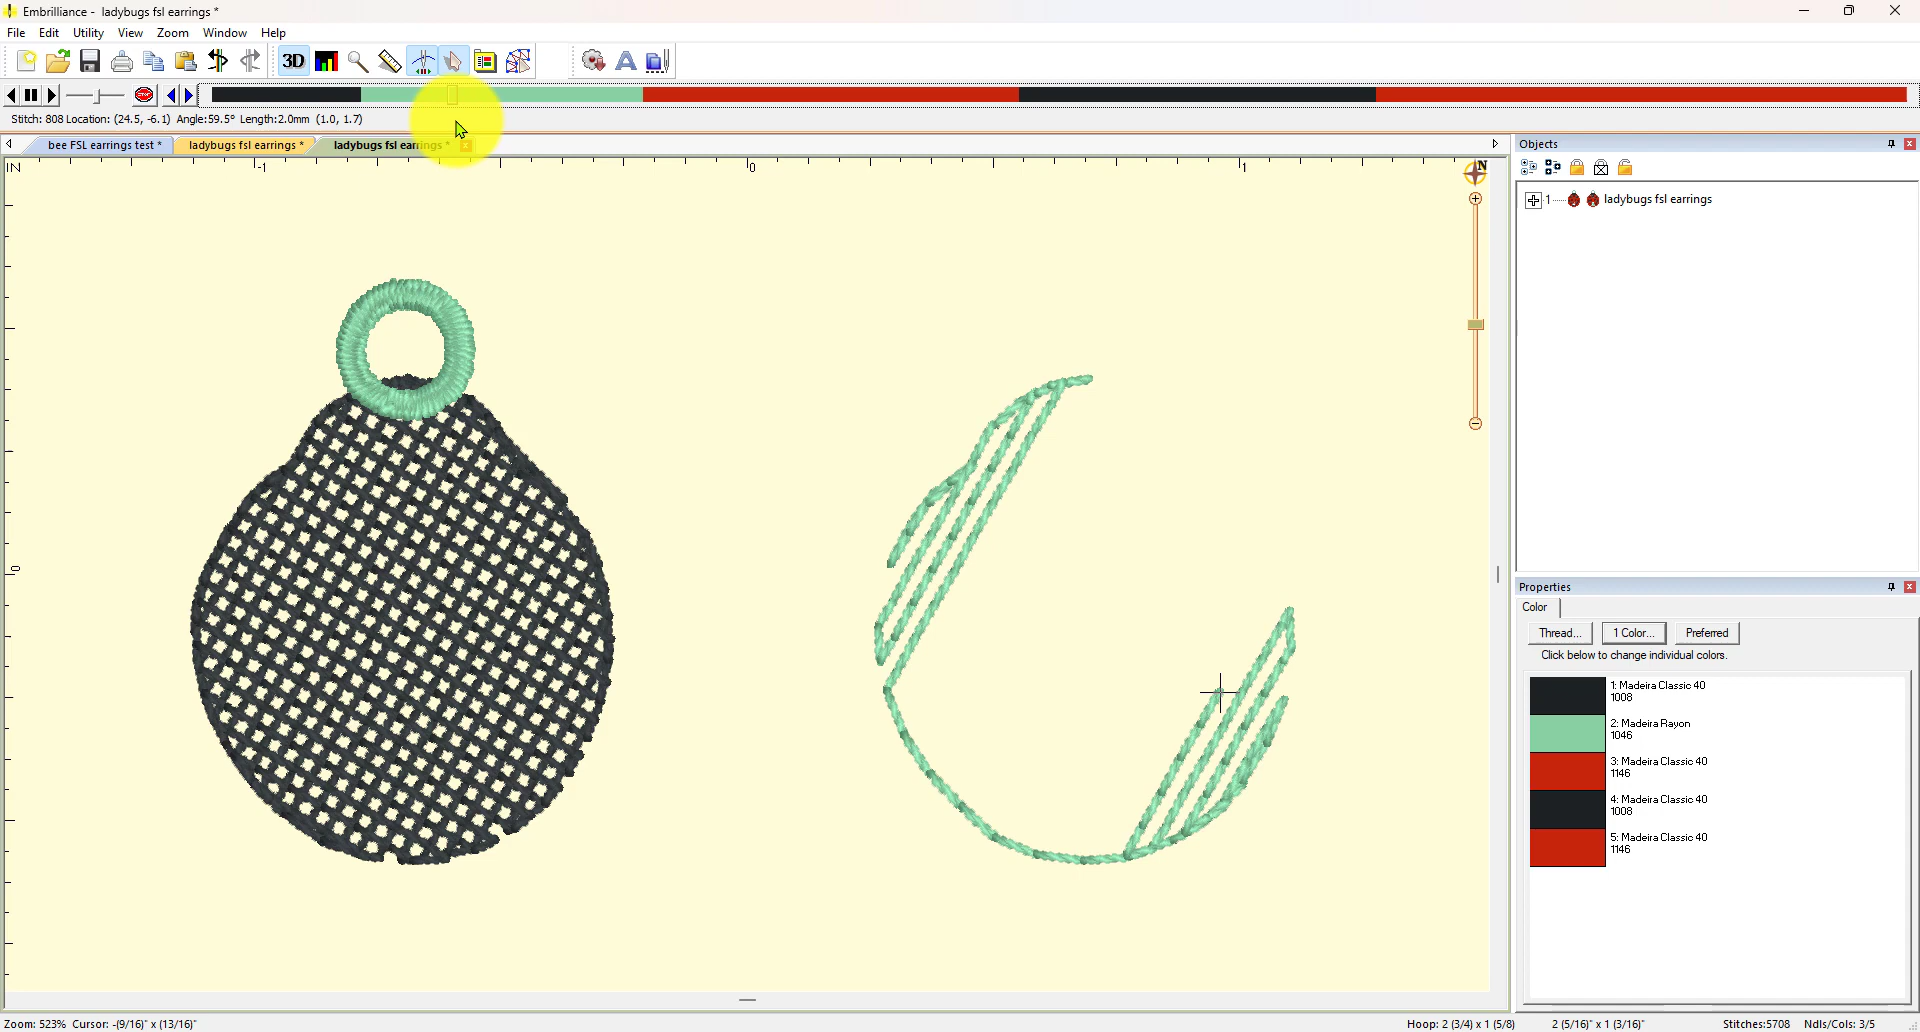 Embrilliance - ladybugs fsl earrings *
File Edit Utility View Zoom Window Help
3D A
STOP
Stitch: 808 Location: (24.5, -6.1) Angle:59.5° Length:2.0mm (1.0, 1.7)
bee FSL earrings test * ladybugs fsl earrings * ladybugs fsl earrings *
Objects
IN -1 0 1 N
1 ladybugs fsl earrings
0
Properties
Color
Thread... 1 Color... Preferred
Click below to change individual colors.
1: Madeira Classic 40
1008
2: Madeira Rayon
1046
3: Madeira Classic 40
1146
4: Madeira Classic 40
1008
5: Madeira Classic 40
1146
Zoom: 523% Cursor: -(9/16)" x (13/16)" Hoop: 2 (3/4) x 1 (5/8) 2 (5/16)" x 1 (3/16)" Stitches:5708 Ndls/Cols: 3/5